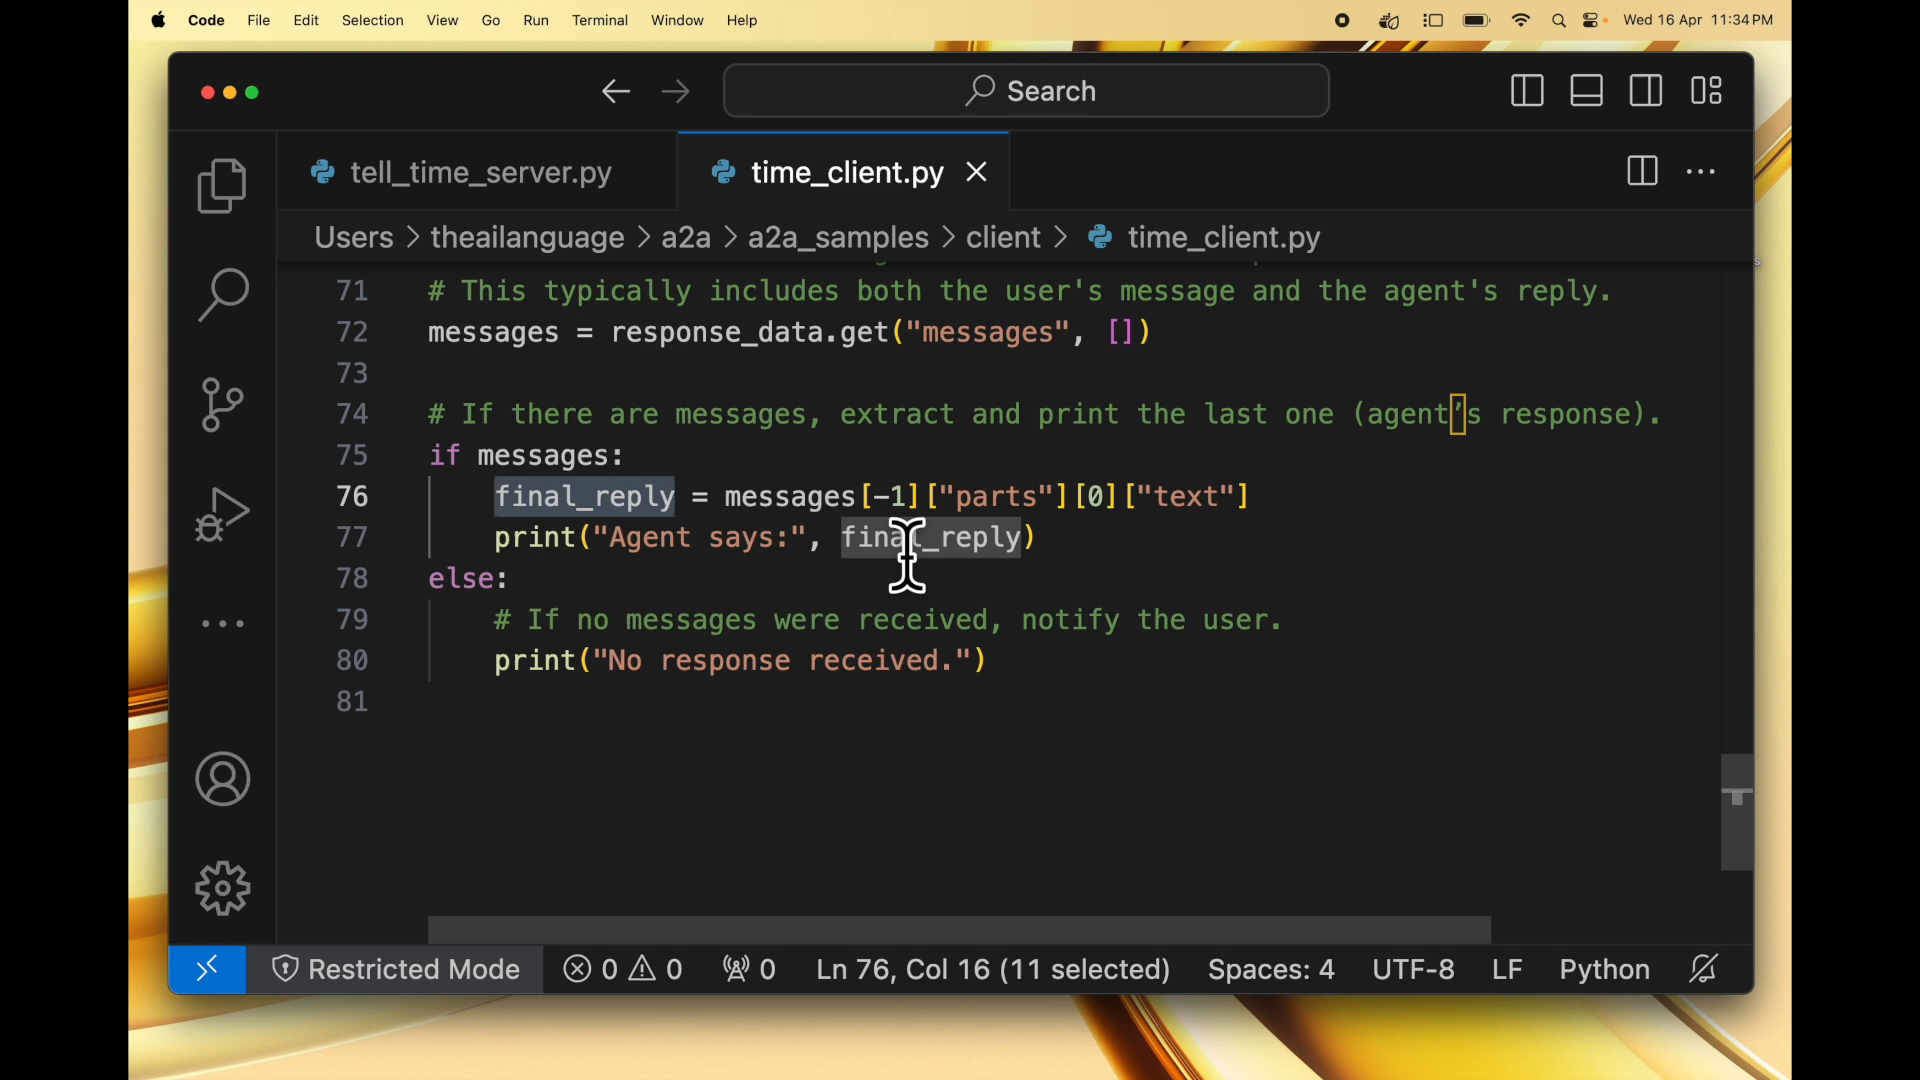 Code File Edit Selection View Go Run Terminal Window Help Wed 16 Apr 11:34 PM
Search
tell_time_server.py time_client.py
Users > theailanguage > a2a > a2a_samples > client > time_client.py
71 # This typically includes both the user's message and the agent's reply.
72 messages = response_data.get("messages", [])
73
74 # If there are messages, extract and print the last one (agent’s response).
75 if messages:
76 final_reply = messages[-1]["parts"][0]["text"]
77 print("Agent says:", final_reply)
78 else:
79 # If no messages were received, notify the user.
80 print("No response received.")
81
Restricted Mode 0 0 0 Ln 76, Col 16 (11 selected) Spaces: 4 UTF-8 LF Python